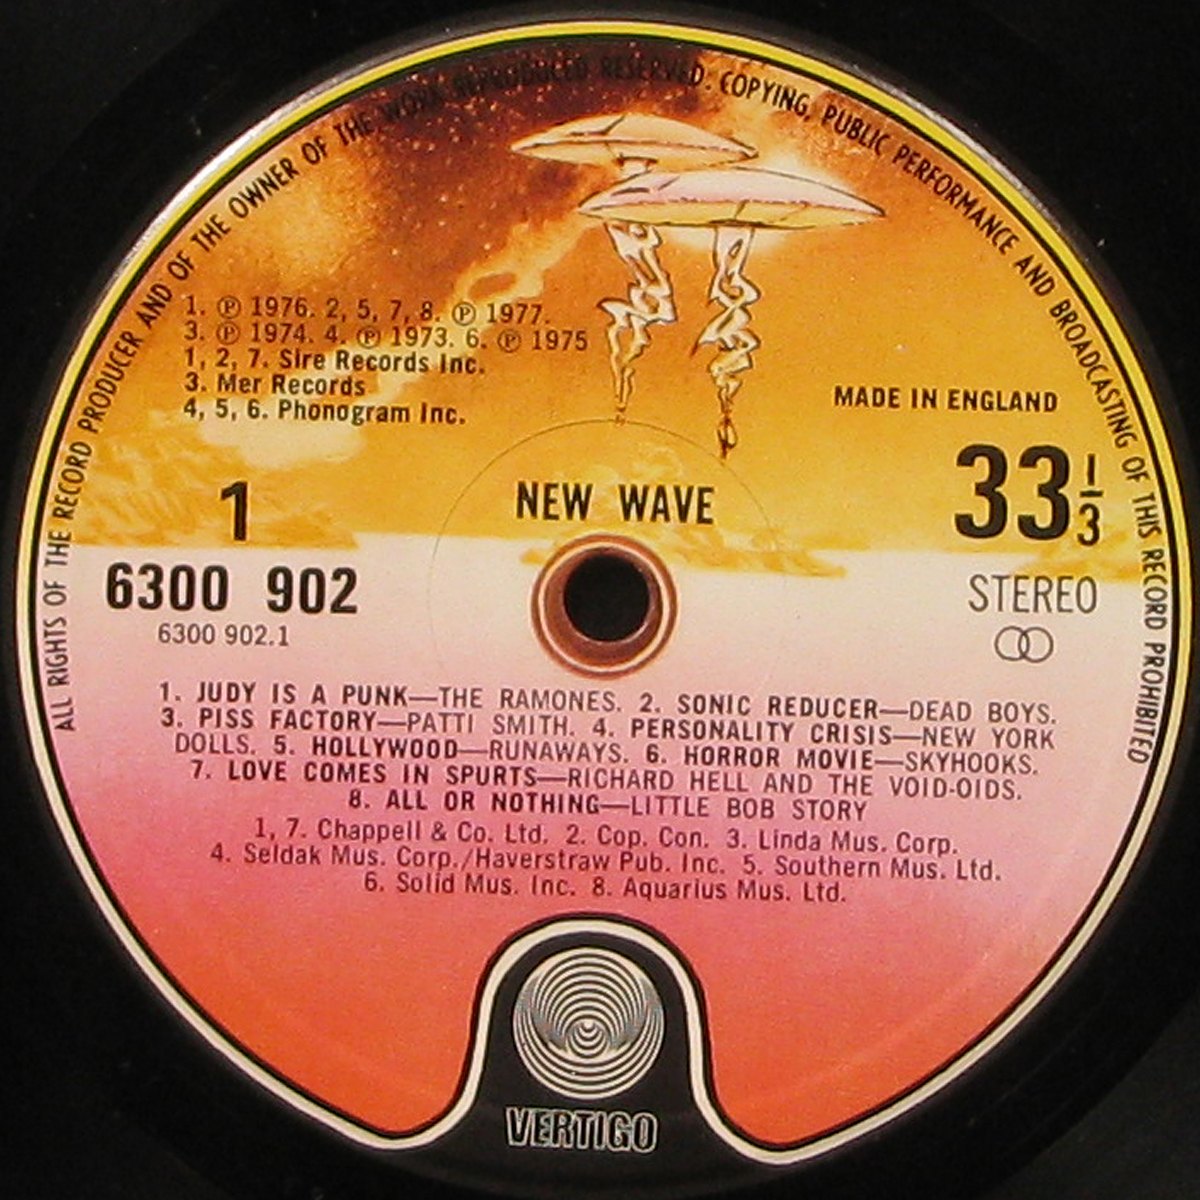 ALL RIGHTS OF THE RECORD PRODUCER AND OF THE OWNER OF THE WORK REPRODUCED RESERVED. COPYING, PUBLIC PERFORMANCE AND BROADCASTING OF THIS RECORD PROHIBITED
1. ℗ 1976. 2, 5, 7, 8. ℗ 1977.
3. ℗ 1974. 4. ℗ 1973. 6. ℗ 1975
1, 2, 7. Sire Records Inc.
3. Mer Records
4, 5, 6. Phonogram Inc.
MADE IN ENGLAND
1
NEW WAVE
33 1/3
6300 902
6300 902.1
STEREO
1. JUDY IS A PUNK—THE RAMONES. 2. SONIC REDUCER—DEAD BOYS.
3. PISS FACTORY—PATTI SMITH. 4. PERSONALITY CRISIS—NEW YORK
DOLLS. 5. HOLLYWOOD—RUNAWAYS. 6. HORROR MOVIE—SKYHOOKS.
7. LOVE COMES IN SPURTS—RICHARD HELL AND THE VOID-OIDS.
8. ALL OR NOTHING—LITTLE BOB STORY
1, 7. Chappell & Co. Ltd. 2. Cop. Con. 3. Linda Mus. Corp.
4. Seldak Mus. Corp./Haverstraw Pub. Inc. 5. Southern Mus. Ltd.
6. Solid Mus. Inc. 8. Aquarius Mus. Ltd.
VERTIGO